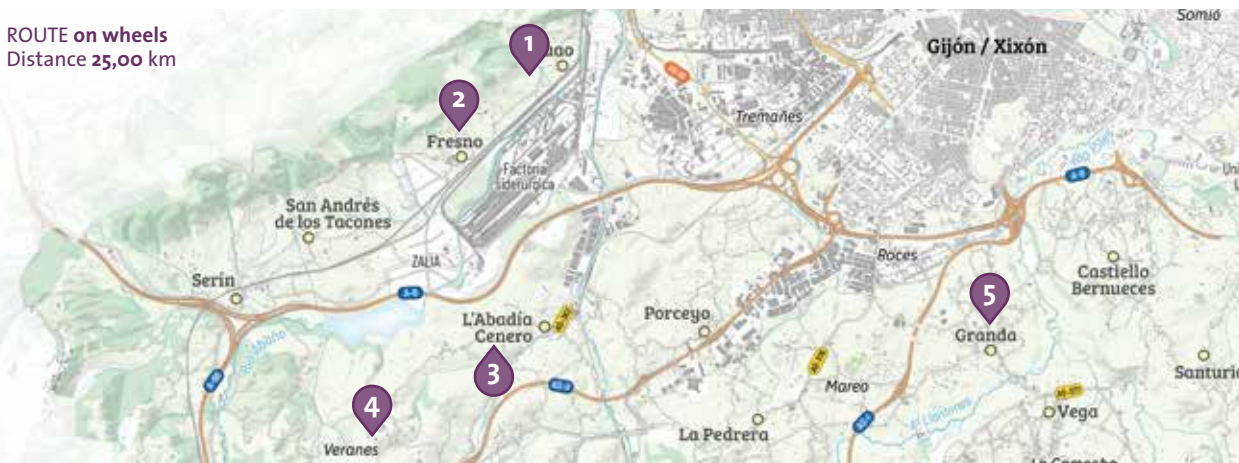 ROUTE on wheels
Distance 25,00 km
Somió
Gijón / Xixón
1
2
Fresno
Tremañes
Factoría
siderúrgica
San Andrés
de los Tacones
ZALIA
Roces
A-8
Serín
A-8
Castiello
Bernueces
5
L'Abadía
Cenero
Porceyo
Granda
3
Mareo
Santurio
4
Vega
La Pedrera
Veranes